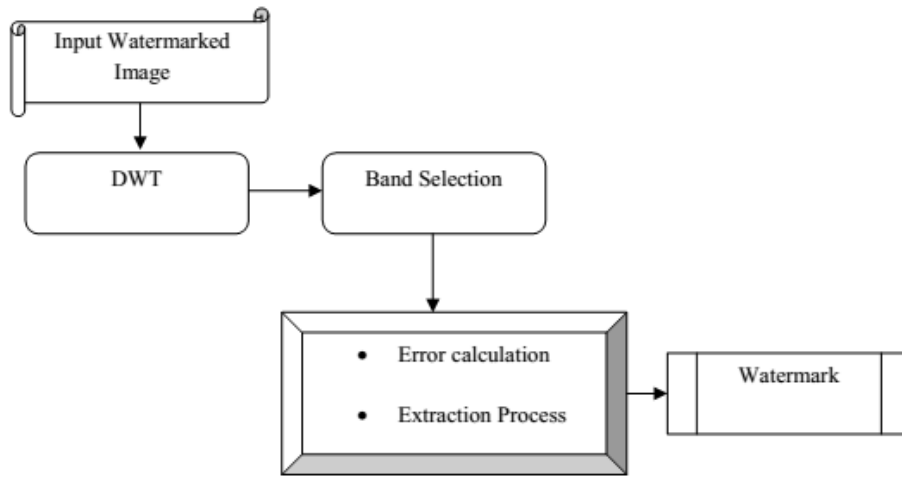 Input Watermarked
Image
DWT
Band Selection
• Error calculation
• Extraction Process
Watermark